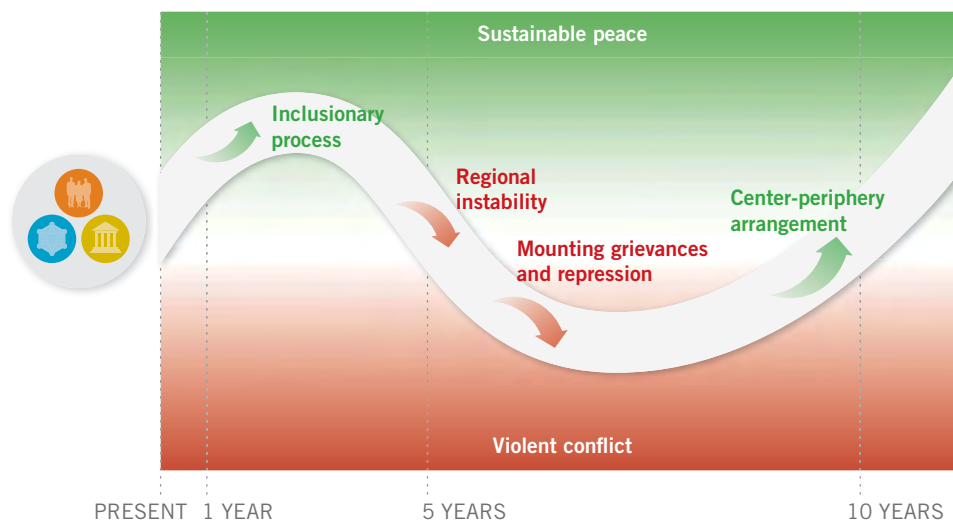 Sustainable peace
Inclusionary
process
Regional
instability
Center-periphery
arrangement
Mounting grievances
and repression
Violent conflict
PRESENT 1 YEAR 5 YEARS 10 YEARS